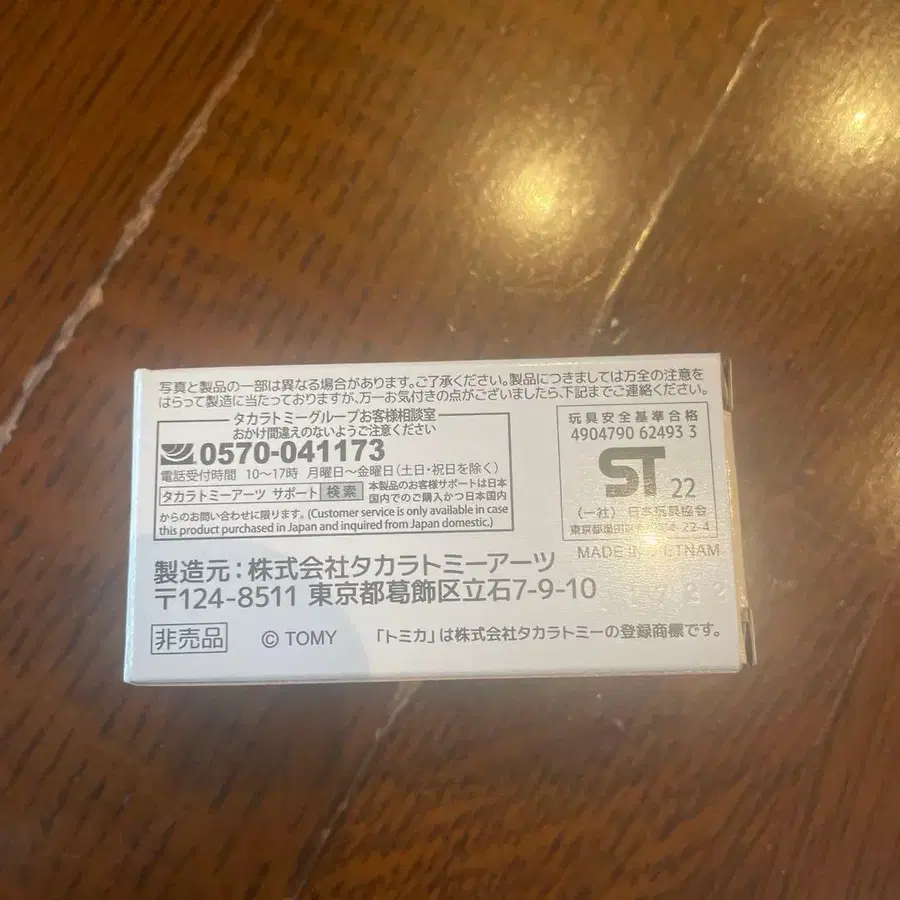 写真と製品の一部は異なる場合があります。ご了承ください。製品につきましては万全の注意を
はらって製造に当たっておりますが、万一お気付きの点がございましたら、下記までご連絡ください。
タカラトミーグループお客様相談室
おかけ間違えのないようご注意ください
0570-041173
電話受付時間 10〜17時 月曜日〜金曜日(土日・祝日を除く)
タカラトミーアーツ サポート 検索 本製品のお客様サポートは日本
国内でのご購入かつ日本国内
からのお問い合わせに限ります。(Customer service is only available in case
this product purchased in Japan and inquired from Japan domestic.)
玩具安全基準合格
4904790 62493 3
ST 22
(一社) 日本玩具協会
東京都墨田区 4-22-4
MADE IN VIETNAM
製造元:株式会社タカラトミーアーツ
〒124-8511 東京都葛飾区立石7-9-10
非売品 © TOMY 「トミカ」は株式会社タカラトミーの登録商標です。